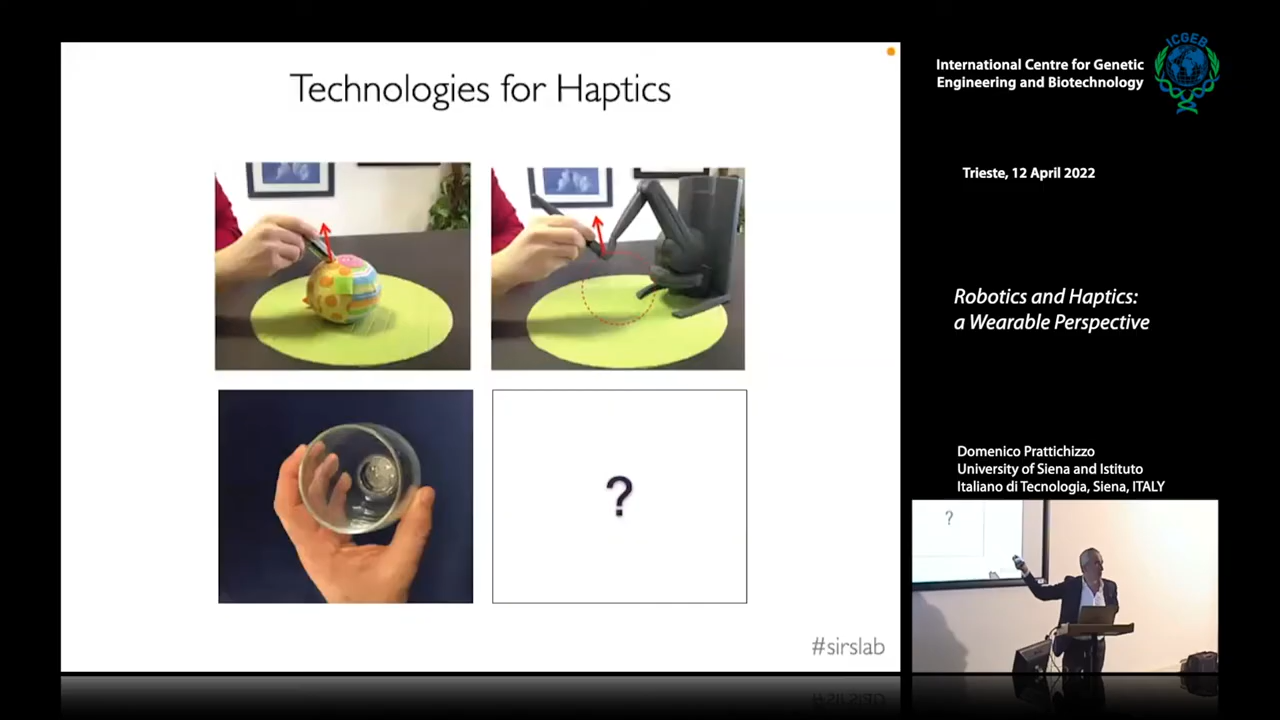 Technologies for Haptics
?
#sirslab
International Centre for Genetic
Engineering and Biotechnology
ICGEB
Trieste, 12 April 2022
Robotics and Haptics:
a Wearable Perspective
Domenico Prattichizzo
University of Siena and Istituto
Italiano di Tecnologia, Siena, ITALY
?